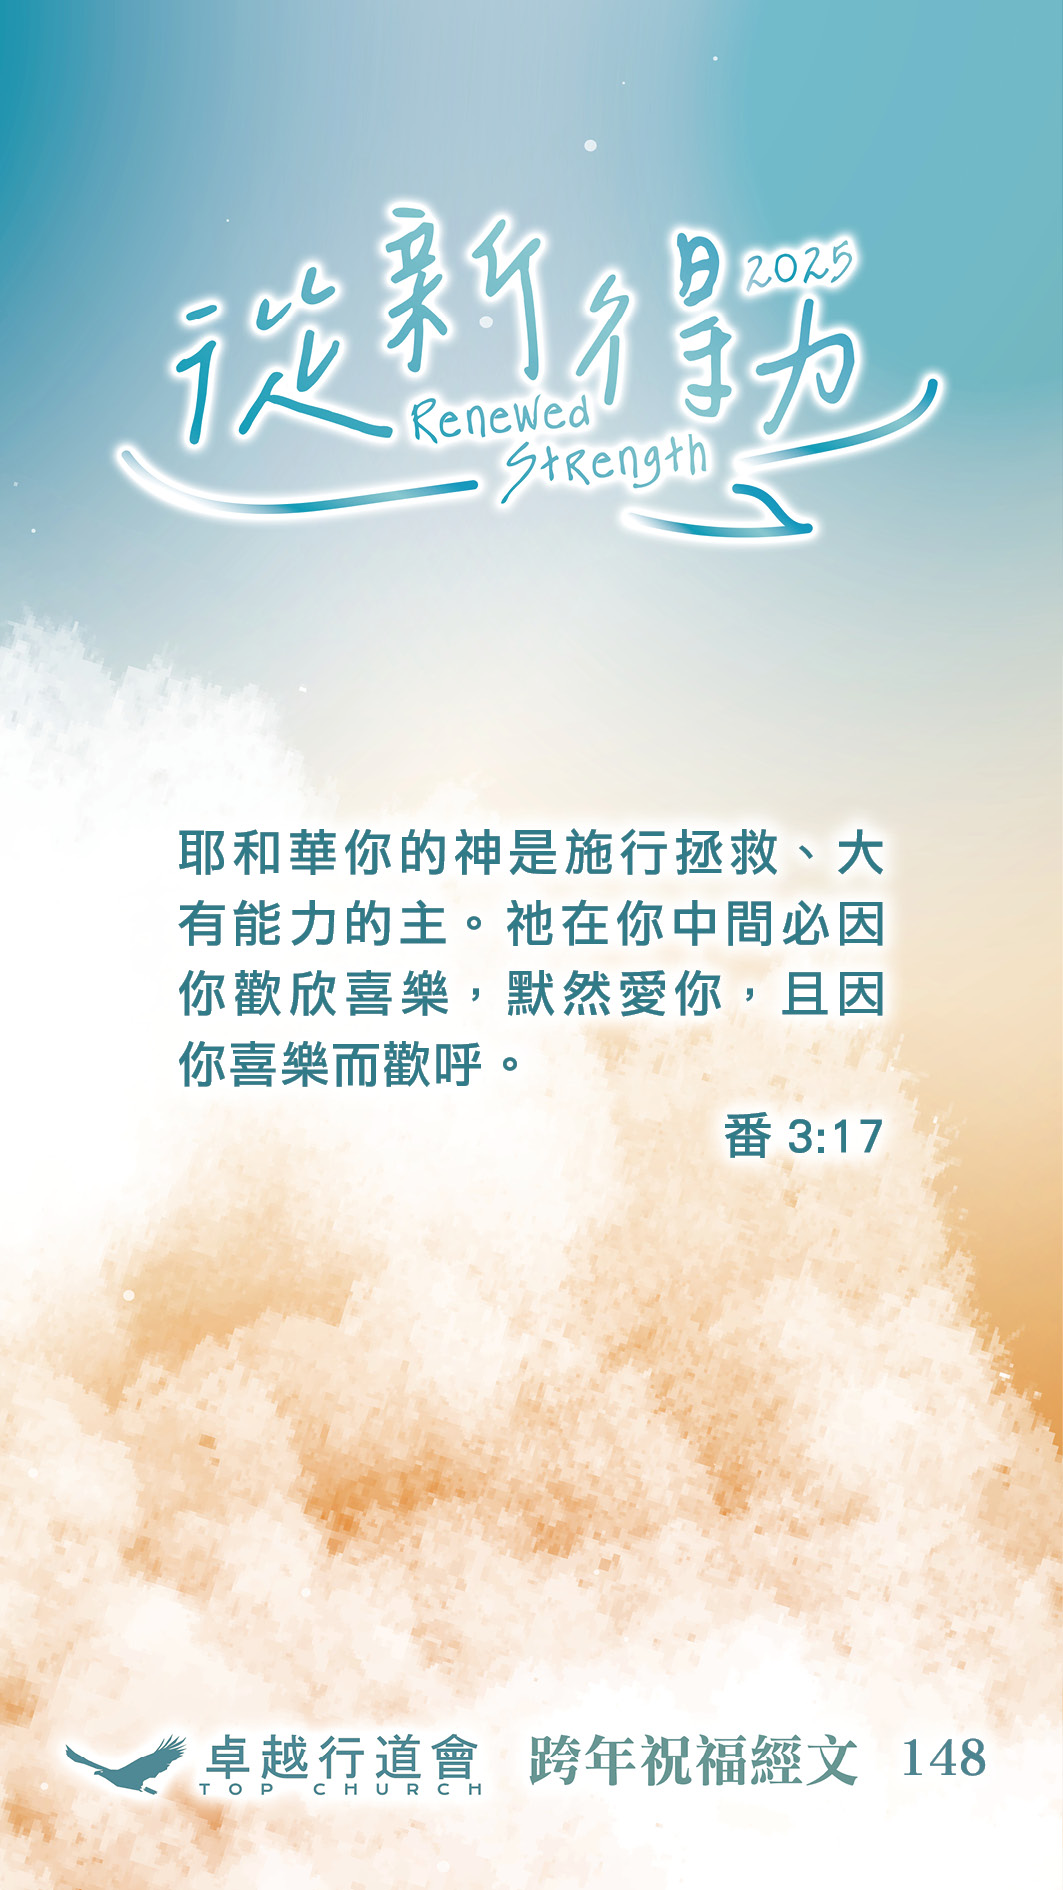 從新得力 2025
Renewed
Strength
耶和華你的神是施行拯救、大
有能力的主。祂在你中間必因
你歡欣喜樂，默然愛你，且因
你喜樂而歡呼。
番 3:17
卓越行道會 跨年祝福經文 148
TOP CHURCH